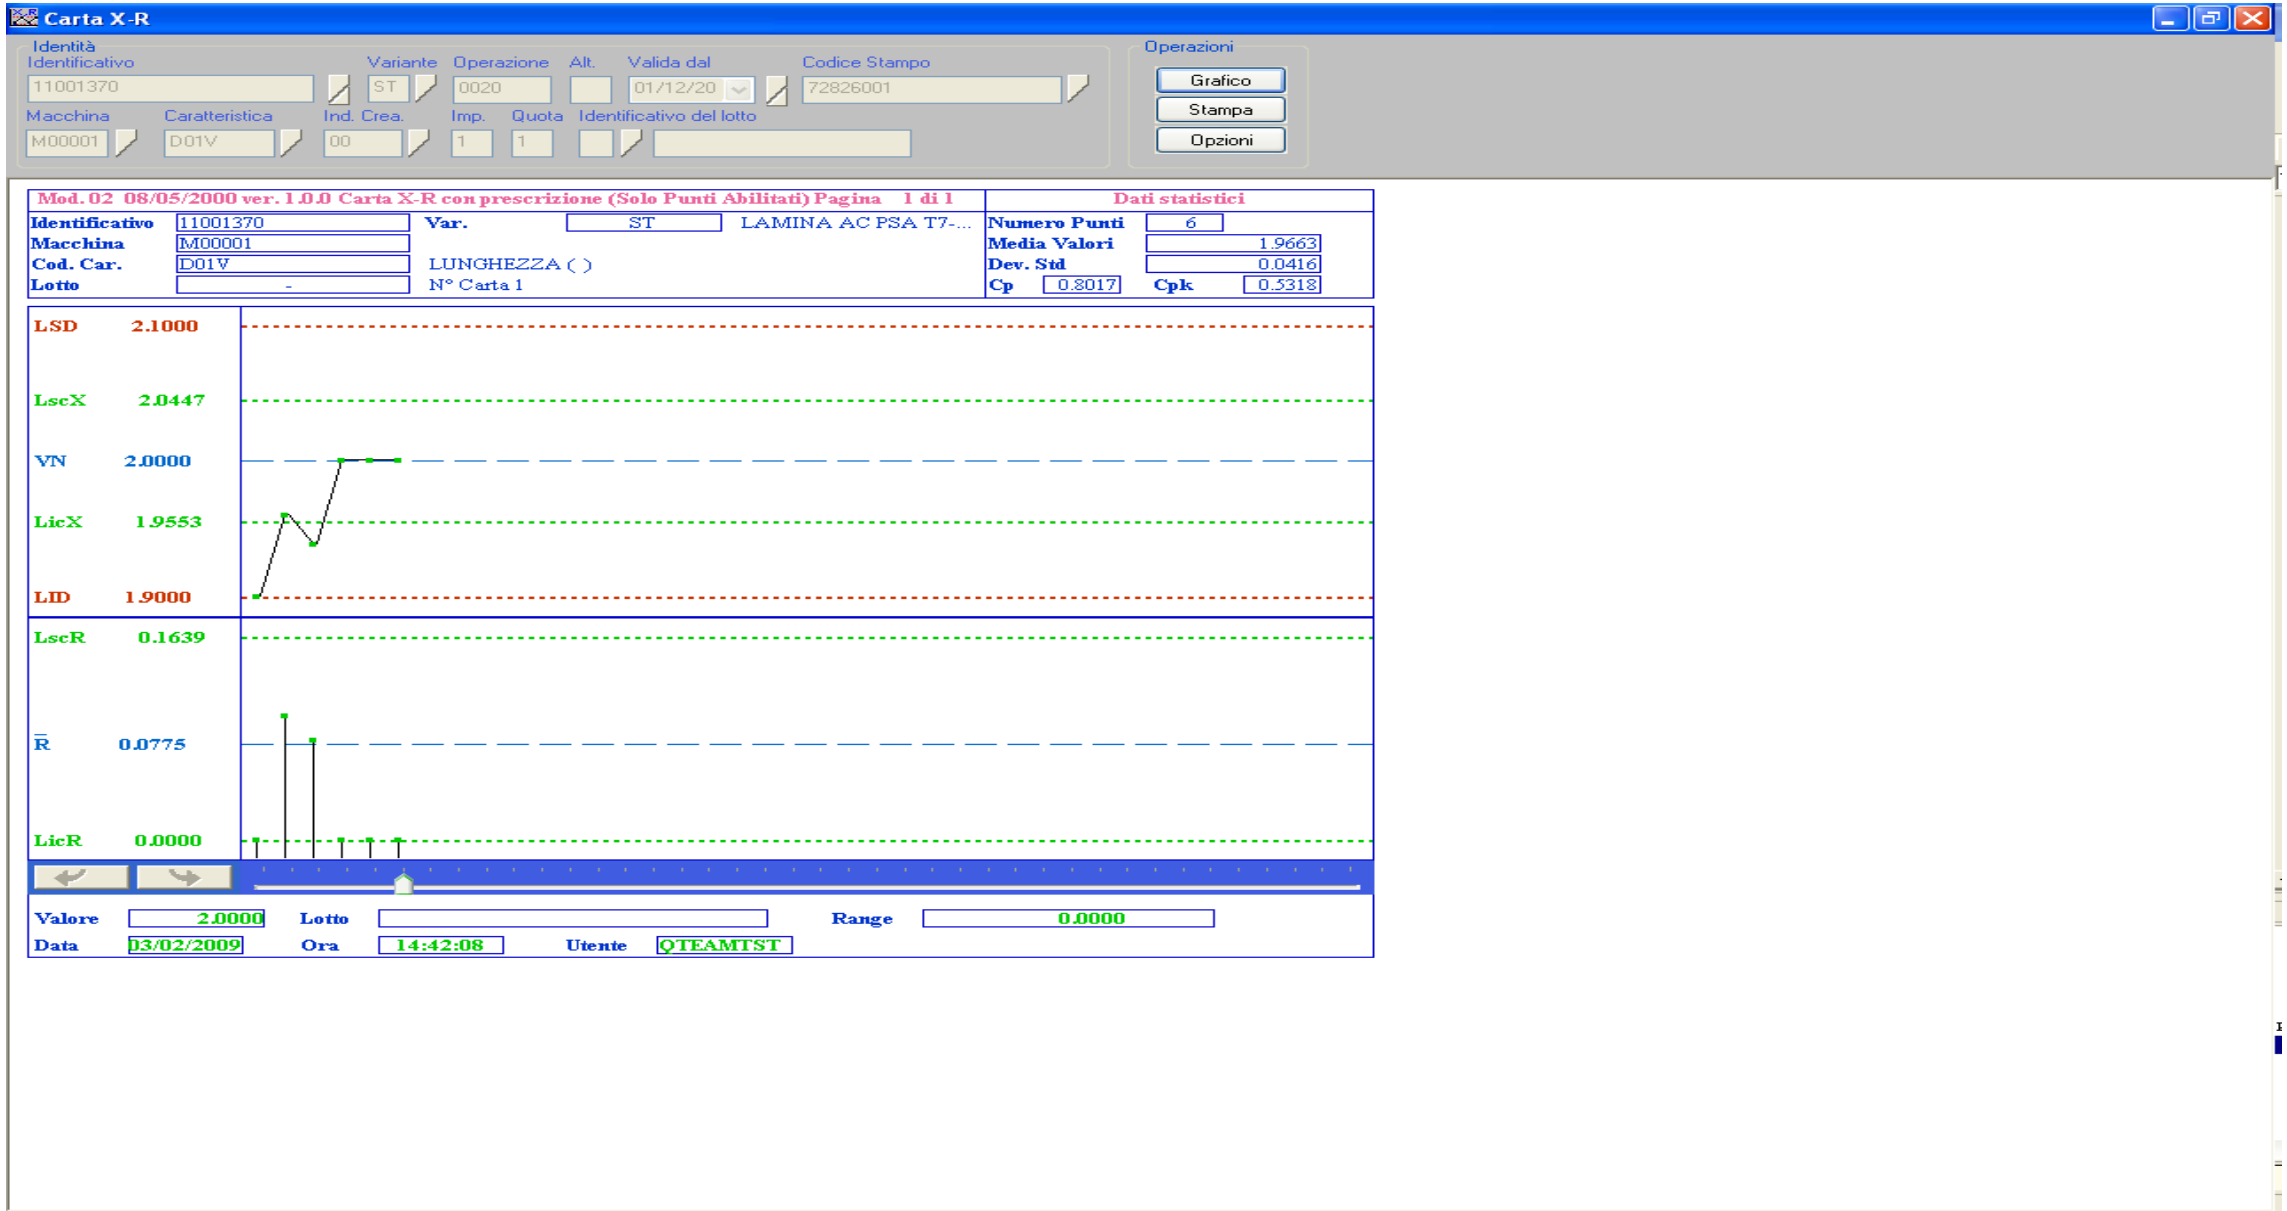 Carta X-R
Identità
Operazioni
Identificativo Variante Operazione Alt. Valida dal Codice Stampo
11001370 ST 0020 01/12/20 72826001
Grafico
Stampa
Macchina Caratteristica Ind. Crea. Imp. Quota Identificativo del lotto
M00001 D01V 00 1 1
Opzioni
Mod. 02 08/05/2000 ver. 1.0.0 Carta X-R con prescrizione (Solo Punti Abilitati) Pagina 1 di 1 Dati statistici
Identificativo 11001370 Var. ST LAMINA AC PSA T7-... Numero Punti 6
Macchina M00001 Media Valori 1.9663
Cod. Car. D01V LUNGHEZZA ( ) Dev. Std 0.0416
Lotto - N° Carta 1 Cp 0.8017 Cpk 0.5318
LSD 2.1000
LscX 2.0447
VN 2.0000
LicX 1.9553
LID 1.9000
LscR 0.1639
R̅ 0.0775
LicR 0.0000
Valore 2.0000 Lotto Range 0.0000
Data 03/02/2009 Ora 14:42:08 Utente QTEAMTST